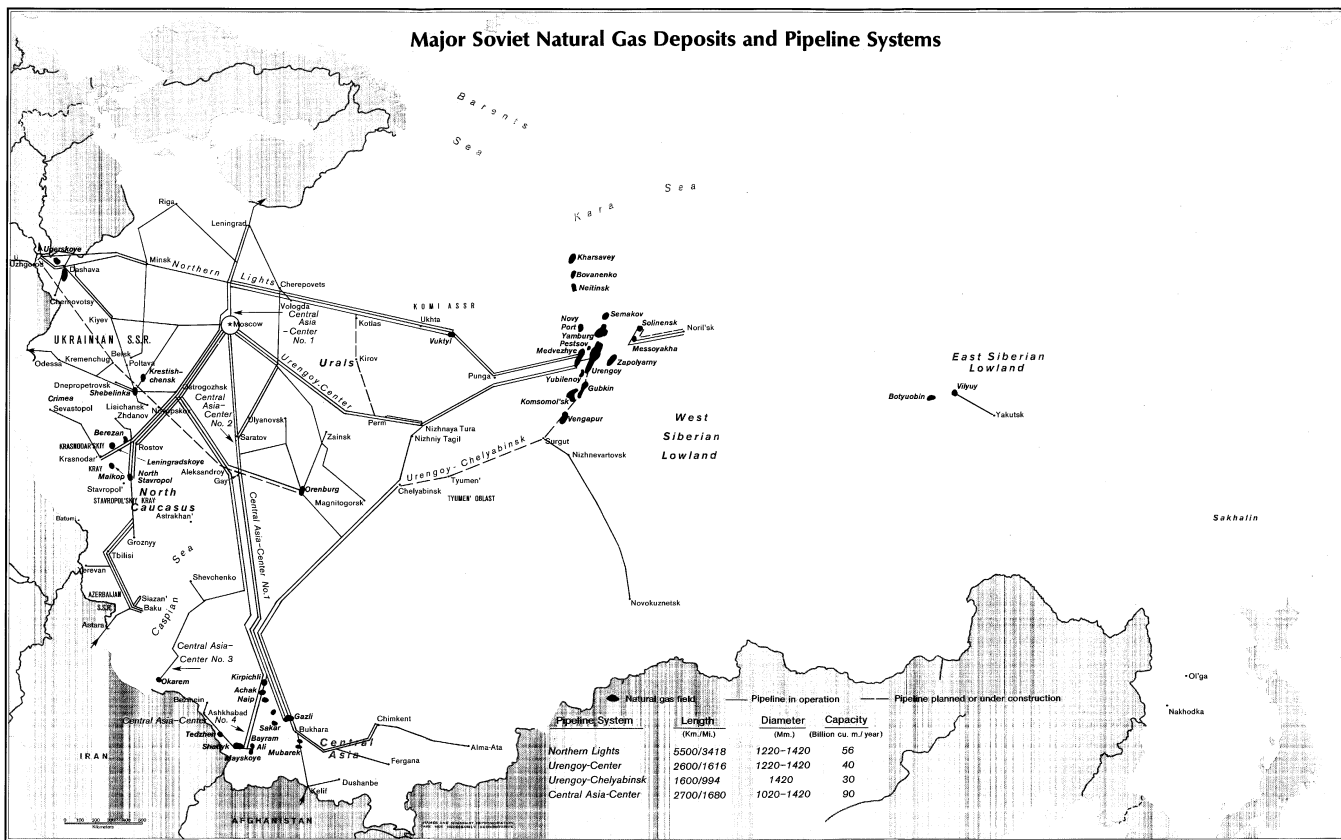 Major Soviet Natural Gas Deposits and Pipeline Systems
Barents
Sea
Kara
Sea
Riga
Leningrad
Ugerskoye
Uzhgorod
Dashava
Minsk
Northern Lights
Cherepovets
Chernovotsy
Kiyev
Vologda
Central
Asia
-Center
No. 1
Moscow
KOMI ASSR
Ukhta
Kotlas
Vuktyl
Kharsavey
Bovanenko
Neitinsk
Semakov
Novy
Port
Yamburg
Pestsov
Medvezhye
Solinensk
Noril'sk
Messoyakha
Zapolyarny
Urengoy
Yubilenoy
Gubkin
Komsomol'sk
Vengapur
UKRAINIAN S.S.R.
Odessa
Kremenchug
Poltava
Krestish-
chensk
Urengoy-Center
Urals
Kirov
Punga
East Siberian
Lowland
Vilyuy
Botyuobin
Yakutsk
Dnepropetrovsk
Shebelinka
Crimea
Sevastopol
Lisichansk
Zhdanov
Central
Asia-
Center
No. 2
Saratov
Zainsk
Perm
Nizhnaya Tura
Nizhniy Tagil
West
Siberian
Lowland
Berezan
KRASNODAR'SKIY
KRAY
Krasnodar'
Rostov
Leningradskoye
Maikop
North
Stavropol
Stavropol'
STAVROPOL'SKIY KRAY
North
Caucasus
Aleksandrov
Gay
Orenburg
Magnitogorsk
Urengoy-Chelyabinsk
Surgut
Nizhnevartovsk
Chelyabinsk
Tyumen'
TYUMEN' OBLAST
Astrakhan'
Batumi
Groznyy
Tbilisi
Central Asia-Center No.1
Sakhalin
Yerevan
AZERBAIJAN
S.S.R.
Siazan'
Baku
Astara
Caspian Sea
Shevchenko
Novokuznetsk
Central Asia-
Center No. 3
Okarem
Kirpichli
Achak
Naip
Gazli
Sakar
Bukhara
Ashkhabad
Central Asia-Center No. 4
Tedzhen
Shatlyk
Mayskoye
Bayram
Ali
Mubarek
Central
Asia
Chimkent
Alma-Ata
Fergana
Dushanbe
Kelif
IRAN
AFGHANISTAN
Ol'ga
Nakhodka
Natural gas field Pipeline in operation Pipeline planned or under construction
Pipeline System Length Diameter Capacity
(Km./Mi.) (Mm.) (Billion cu. m./year)
Northern Lights 5500/3418 1220-1420 56
Urengoy-Center 2600/1616 1220-1420 40
Urengoy-Chelyabinsk 1600/994 1420 30
Central Asia-Center 2700/1680 1020-1420 90
Kilometers